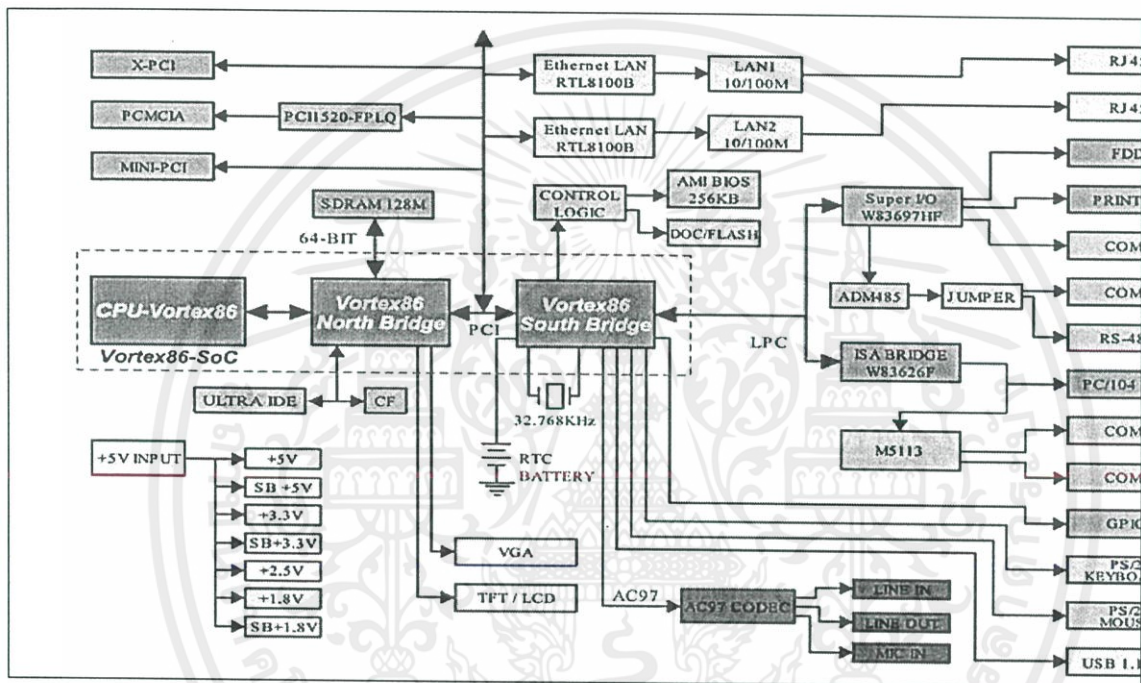 X-PCI
PCMCIA
PCI1520-FPLQ
MINI-PCI
Ethernet LAN
RTL8100B
LAN1
10/100M
RJ45
Ethernet LAN
RTL8100B
LAN2
10/100M
RJ45
SDRAM 128M
64-BIT
CONTROL
LOGIC
AMI BIOS
256KB
DOC/FLASH
Super I/O
W83697HF
FDD
PRINT
COM
ADM485
JUMPER
COM
RS-48
CPU-Vortex86
Vortex86-SoC
Vortex86
North Bridge
PCI
Vortex86
South Bridge
LPC
ISA BRIDGE
W83626F
PC/104
M5113
COM
COM
ULTRA IDE
CF
32.768KHz
RTC
BATTERY
+5V INPUT
+5V
SB +5V
+3.3V
SB+3.3V
+2.5V
+1.8V
SB+1.8V
VGA
TFT / LCD
AC97
AC97 CODEC
LINE IN
LINE OUT
MIC IN
GPIO
PS/2
KEYBOA
PS/2
MOUS
USB 1.1